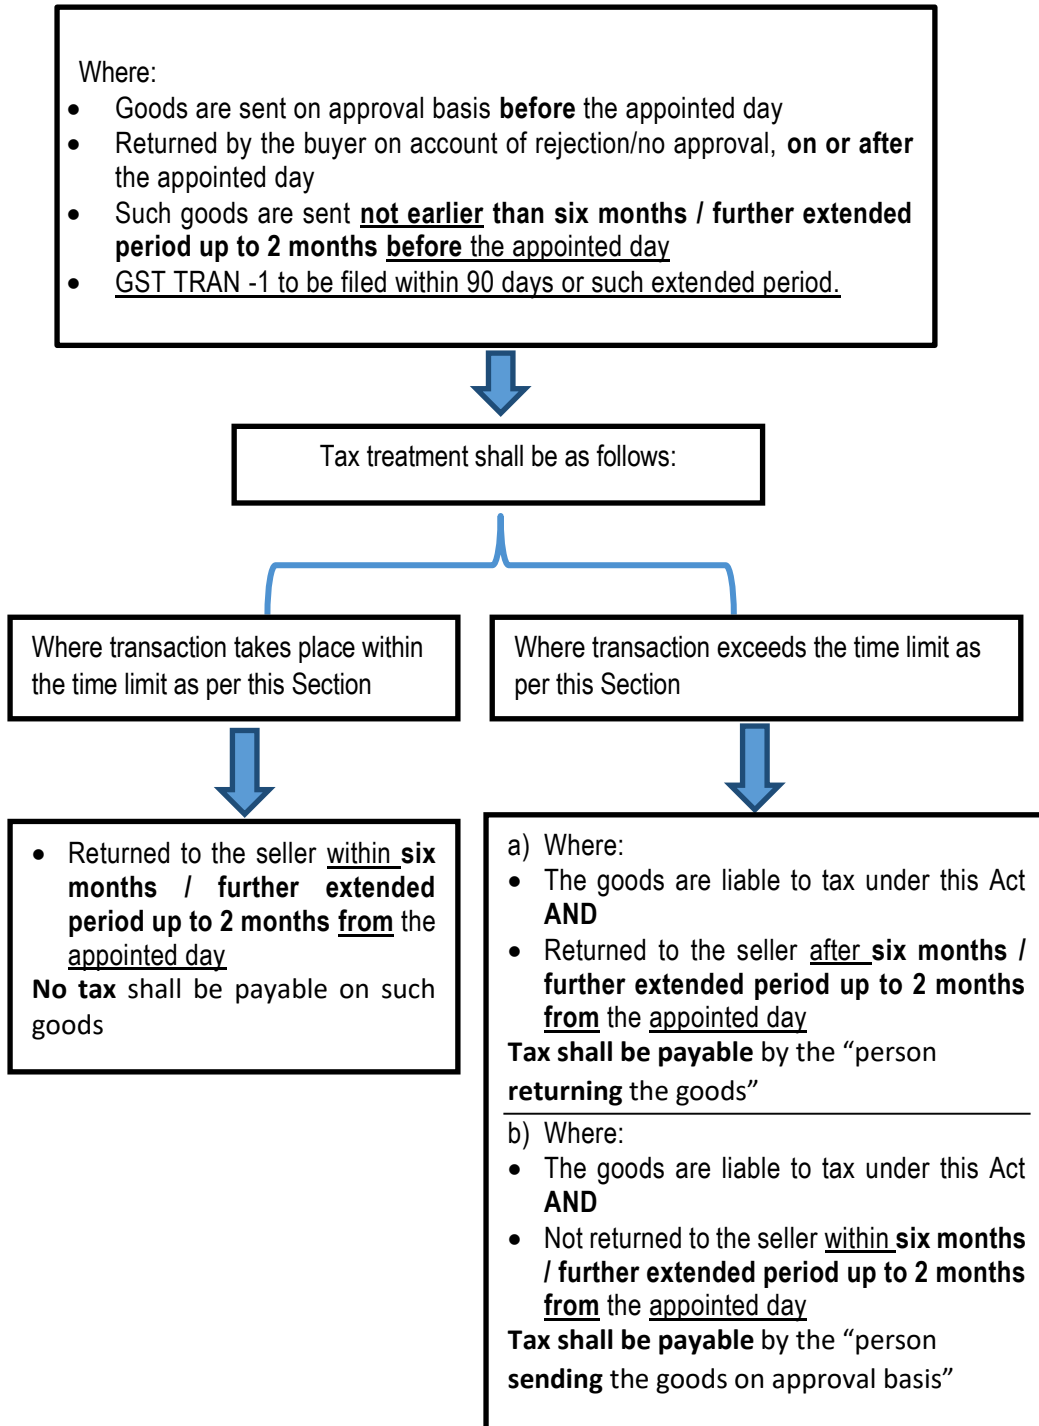 Where:
• Goods are sent on approval basis before the appointed day
• Returned by the buyer on account of rejection/no approval, on or after
the appointed day
• Such goods are sent not earlier than six months / further extended
period up to 2 months before the appointed day
• GST TRAN -1 to be filed within 90 days or such extended period.
Tax treatment shall be as follows:
Where transaction takes place within
the time limit as per this Section
Where transaction exceeds the time limit as
per this Section
• Returned to the seller within six
months / further extended
period up to 2 months from the
appointed day
No tax shall be payable on such
goods
a) Where:
• The goods are liable to tax under this Act
AND
• Returned to the seller after six months /
further extended period up to 2 months
from the appointed day
Tax shall be payable by the “person
returning the goods”
b) Where:
• The goods are liable to tax under this Act
AND
• Not returned to the seller within six months
/ further extended period up to 2 months
from the appointed day
Tax shall be payable by the “person
sending the goods on approval basis”